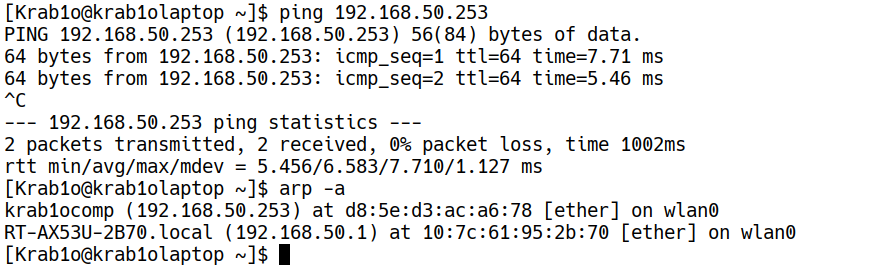 [Krab1o@krab1olaptop ~]$ ping 192.168.50.253
PING 192.168.50.253 (192.168.50.253) 56(84) bytes of data.
64 bytes from 192.168.50.253: icmp_seq=1 ttl=64 time=7.71 ms
64 bytes from 192.168.50.253: icmp_seq=2 ttl=64 time=5.46 ms
^C
--- 192.168.50.253 ping statistics ---
2 packets transmitted, 2 received, 0% packet loss, time 1002ms
rtt min/avg/max/mdev = 5.456/6.583/7.710/1.127 ms
[Krab1o@krab1olaptop ~]$ arp -a
krab1ocomp (192.168.50.253) at d8:5e:d3:ac:a6:78 [ether] on wlan0
RT-AX53U-2B70.local (192.168.50.1) at 10:7c:61:95:2b:70 [ether] on wlan0
[Krab1o@krab1olaptop ~]$